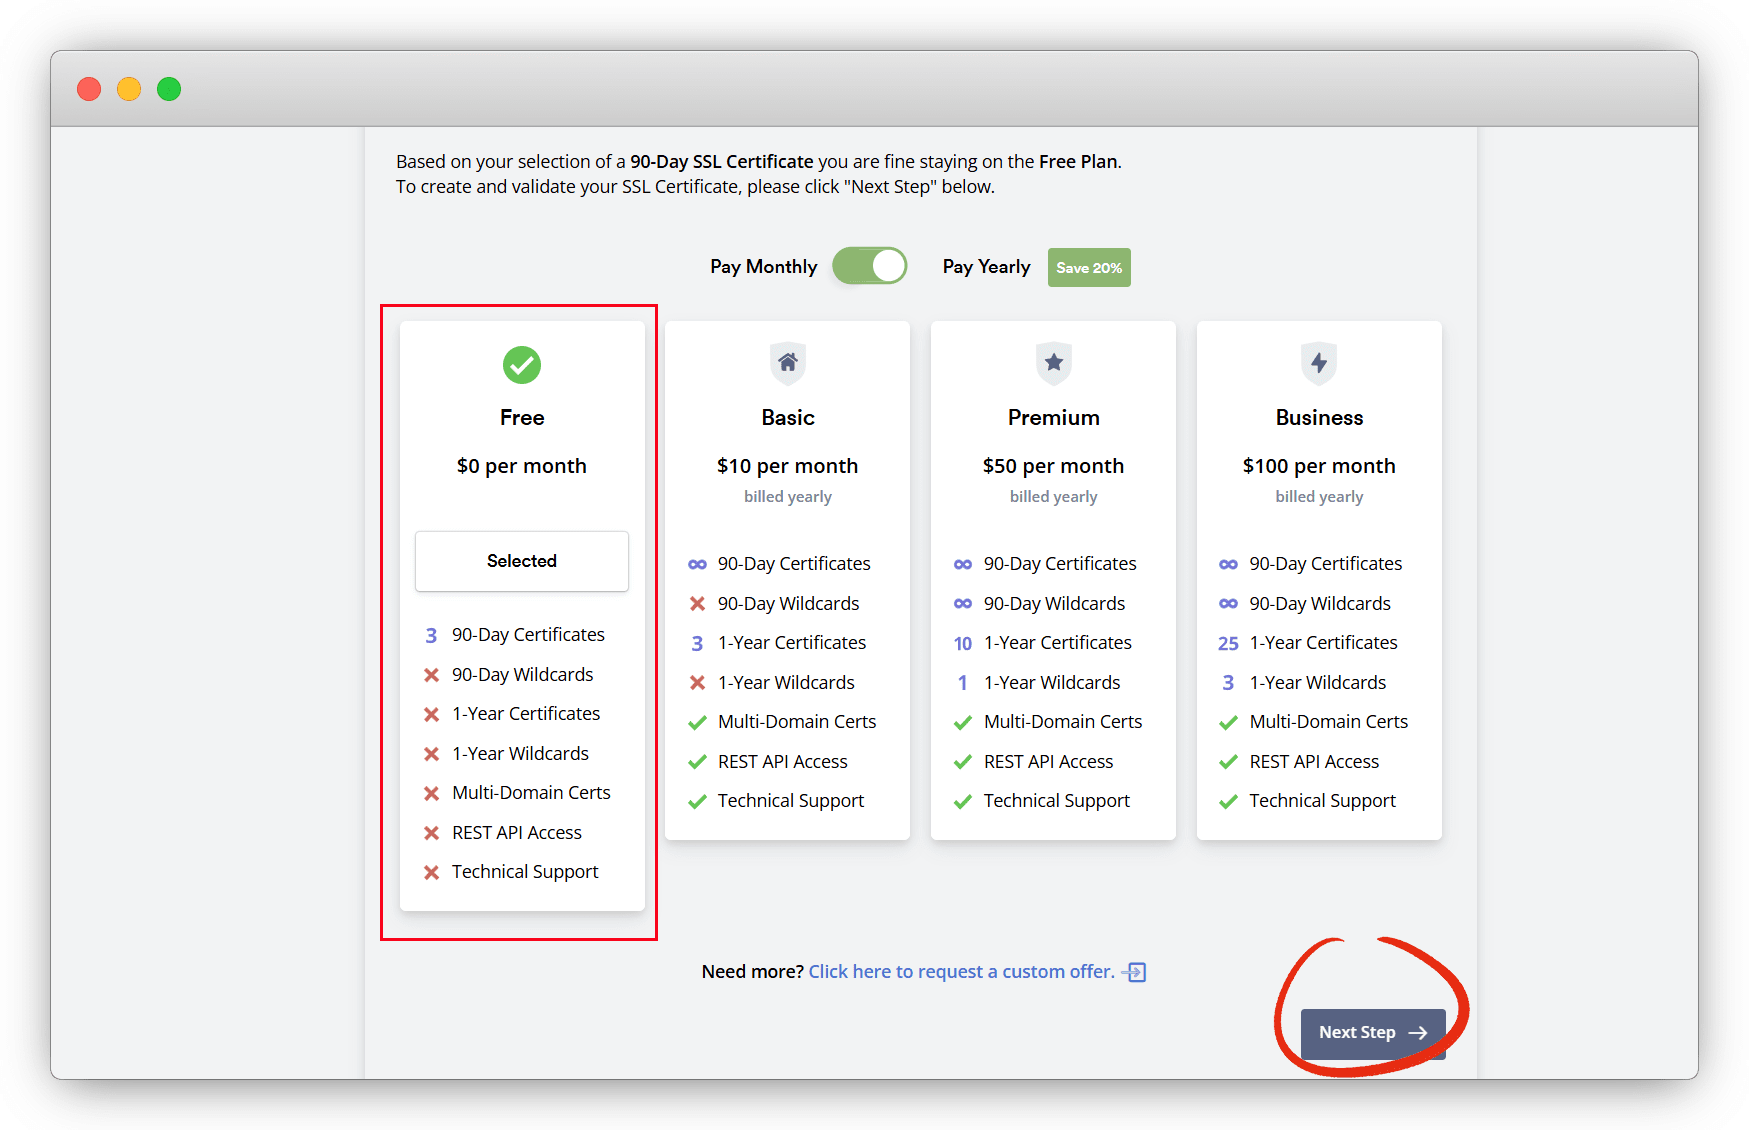 Based on your selection of a 90-Day SSL Certificate you are fine staying on the Free Plan.
To create and validate your SSL Certificate, please click "Next Step" below.
Pay Monthly
Pay Yearly
Save 20%
Free
$0 per month
Selected
3 90-Day Certificates
90-Day Wildcards
1-Year Certificates
1-Year Wildcards
Multi-Domain Certs
REST API Access
Technical Support
Basic
$10 per month
billed yearly
∞ 90-Day Certificates
90-Day Wildcards
3 1-Year Certificates
1-Year Wildcards
Multi-Domain Certs
REST API Access
Technical Support
Premium
$50 per month
billed yearly
∞ 90-Day Certificates
∞ 90-Day Wildcards
10 1-Year Certificates
1 1-Year Wildcards
Multi-Domain Certs
REST API Access
Technical Support
Business
$100 per month
billed yearly
∞ 90-Day Certificates
∞ 90-Day Wildcards
25 1-Year Certificates
3 1-Year Wildcards
Multi-Domain Certs
REST API Access
Technical Support
Need more? Click here to request a custom offer.
Next Step